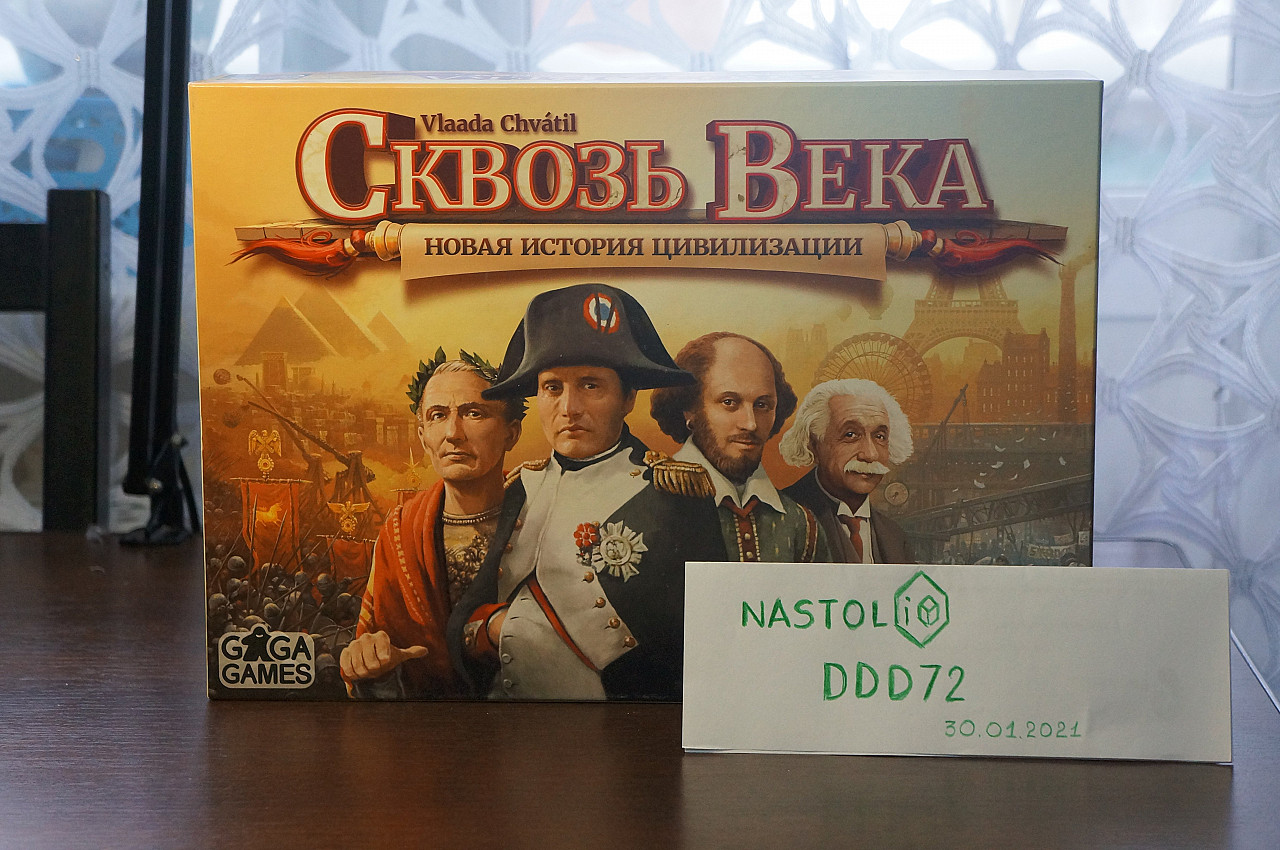 Vlaada Chvátil
Сквозь Века
НОВАЯ ИСТОРИЯ ЦИВИЛИЗАЦИИ
GAGA
GAMES
NASTOLiO
DDD72
30.01.2021